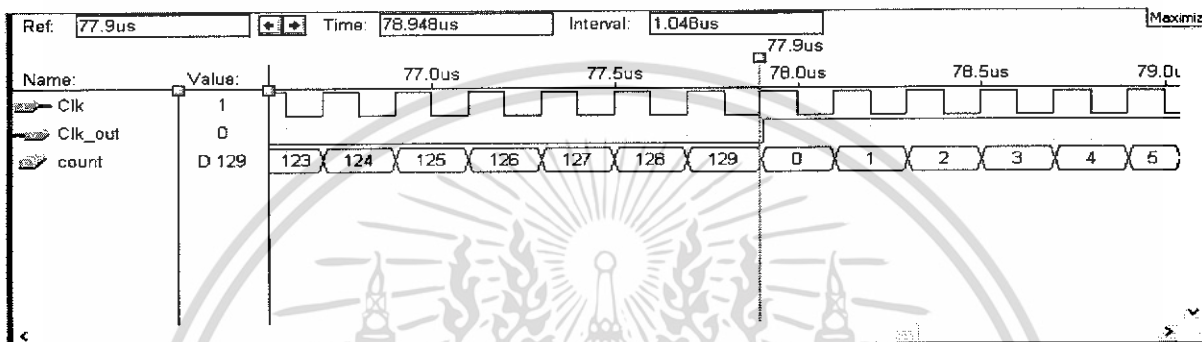 Ref: 77.9us Time: 78.948us Interval: 1.048us Maximiz
77.9us
Name: Value: 77.0us 77.5us 78.0us 78.5us 79.0u
Clk 1
Clk_out 0
count D 129 123 124 125 126 127 128 129 0 1 2 3 4 5